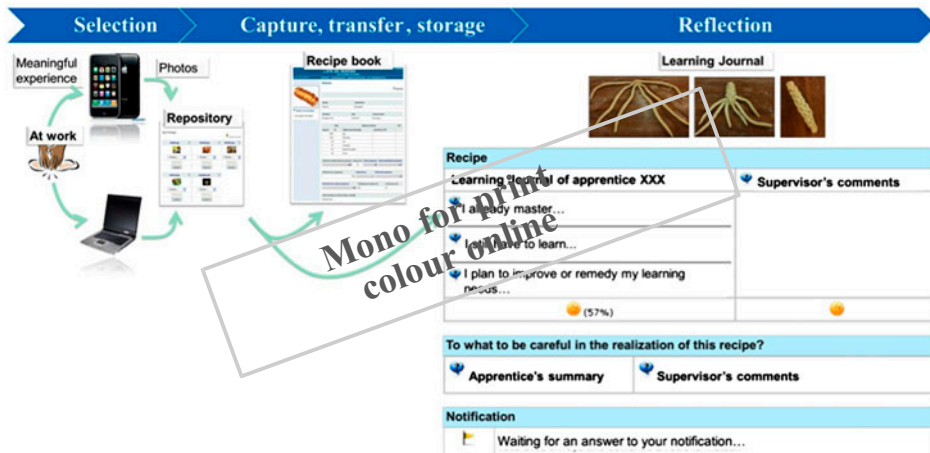 Selection
Capture, transfer, storage
Reflection
Meaningful
experience
Photos
At work
Repository
Recipe book
Learning Journal
Recipe
Learning Journal of apprentice XXX
Supervisor's comments
I already master…
I still have to learn…
I plan to improve or remedy my learning
needs…
(57%)
To what to be careful in the realization of this recipe?
Apprentice's summary
Supervisor's comments
Notification
Waiting for an answer to your notification…
Mono for print
colour online